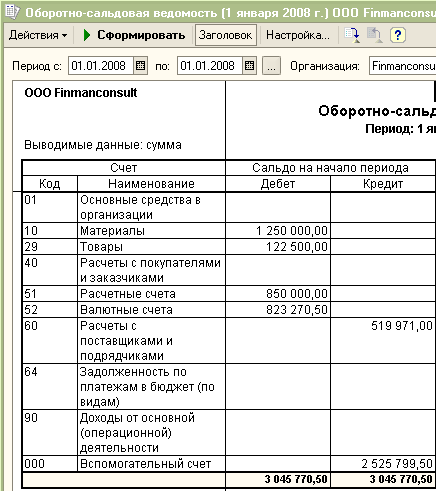 Оборотно-сальдовая ведомость (1 января 2008 г.) ООО Finmanconsult
Действия Сформировать Заголовок Настройка... ?
Период с: 01.01.2008 по: 01.01.2008 ... Организация: Finmanconsu
ООО Finmanconsult
Оборотно-сальд
Период: 1 я
Выводимые данные: сумма
Счет Сальдо на начало периода
Код Наименование Дебет Кредит
01 Основные средства в
организации
10 Материалы 1 250 000,00
29 Товары 122 500,00
40 Расчеты с покупателями
и заказчиками
51 Расчетные счета 850 000,00
52 Валютные счета 823 270,50
60 Расчеты с 519 971,00
поставщиками и
подрядчиками
64 Задолженность по
платежам в бюджет (по
видам)
90 Доходы от основной
(операционной)
деятельности
000 Вспомогательный счет 2 525 799,50
3 045 770,50 3 045 770,50